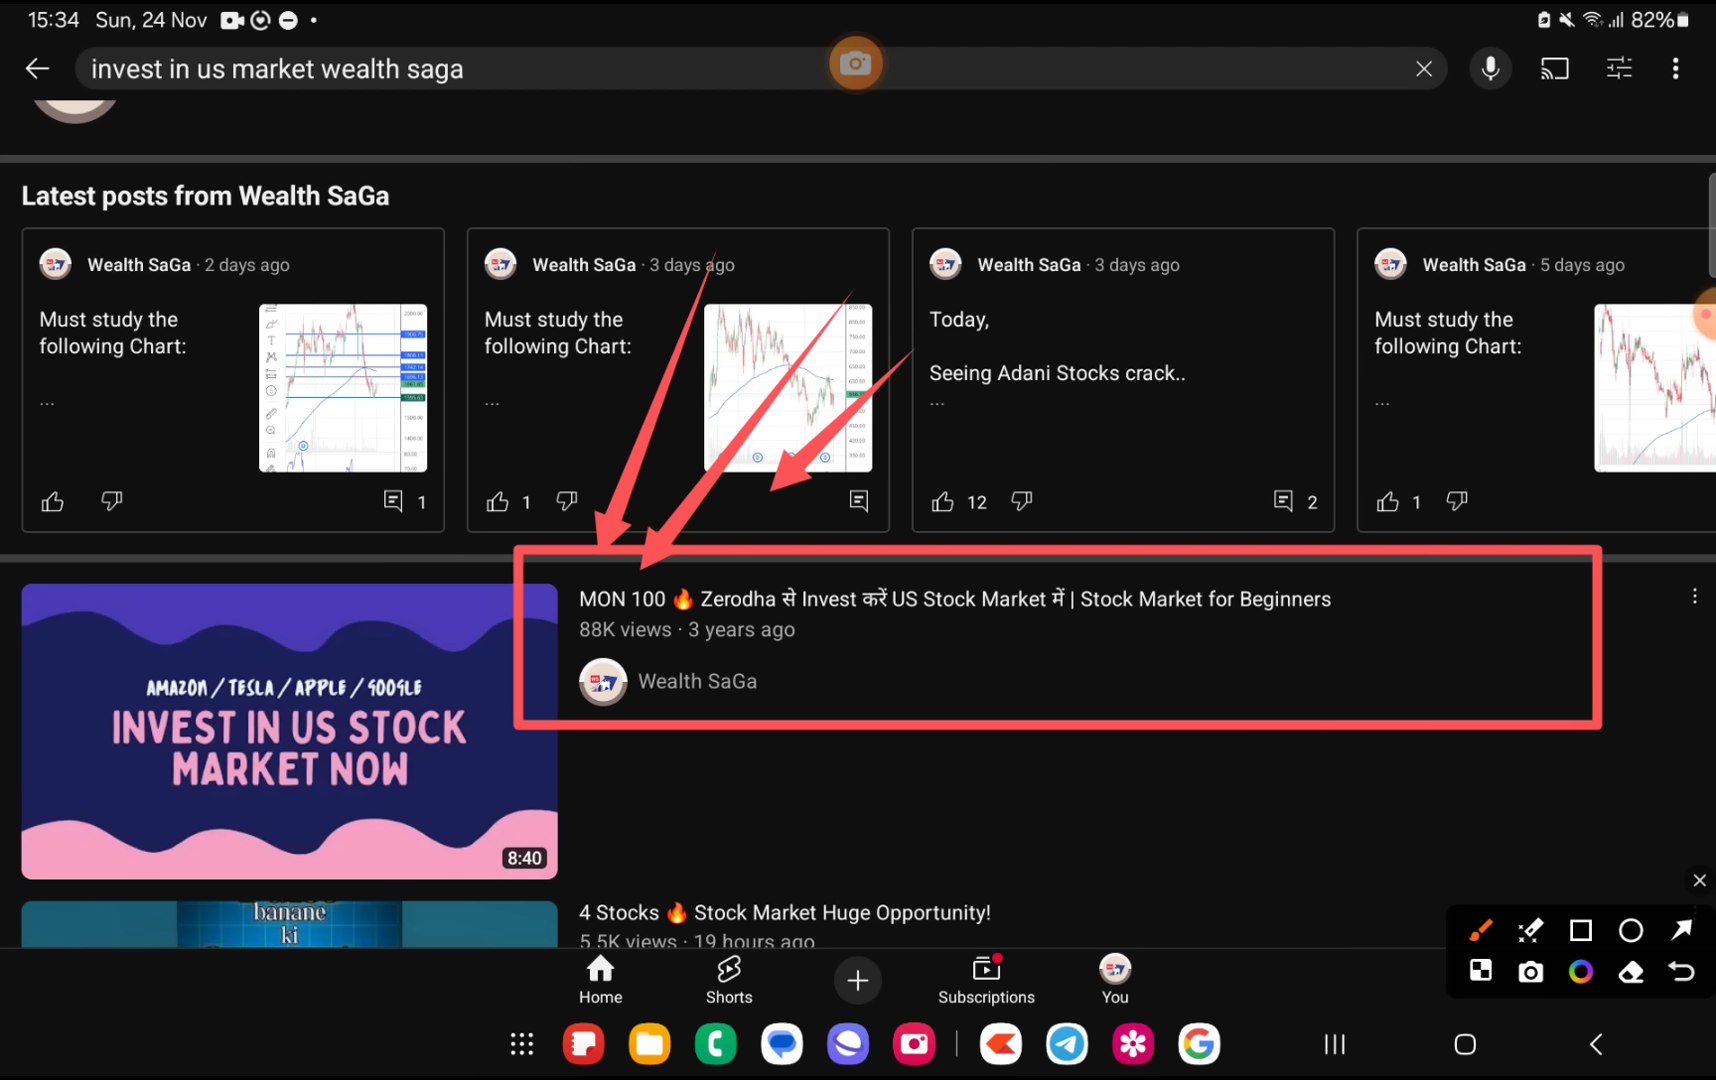 15:34 Sun, 24 Nov
82%
invest in us market wealth saga
Latest posts from Wealth SaGa
Wealth SaGa · 2 days ago
Must study the
following Chart:
...
1
Wealth SaGa · 3 days ago
Must study the
following Chart:
...
1
Wealth SaGa · 3 days ago
Today,
Seeing Adani Stocks crack..
...
12
2
Wealth SaGa · 5 days ago
Must study the
following Chart:
...
1
AMAZON / TESLA / APPLE / GOOGLE
INVEST IN US STOCK
MARKET NOW
8:40
MON 100 🔥 Zerodha से Invest करें US Stock Market में | Stock Market for Beginners
88K views · 3 years ago
Wealth SaGa
banane
ki
4 Stocks 🔥 Stock Market Huge Opportunity!
5.5K views · 19 hours ago
Home
Shorts
Subscriptions
You